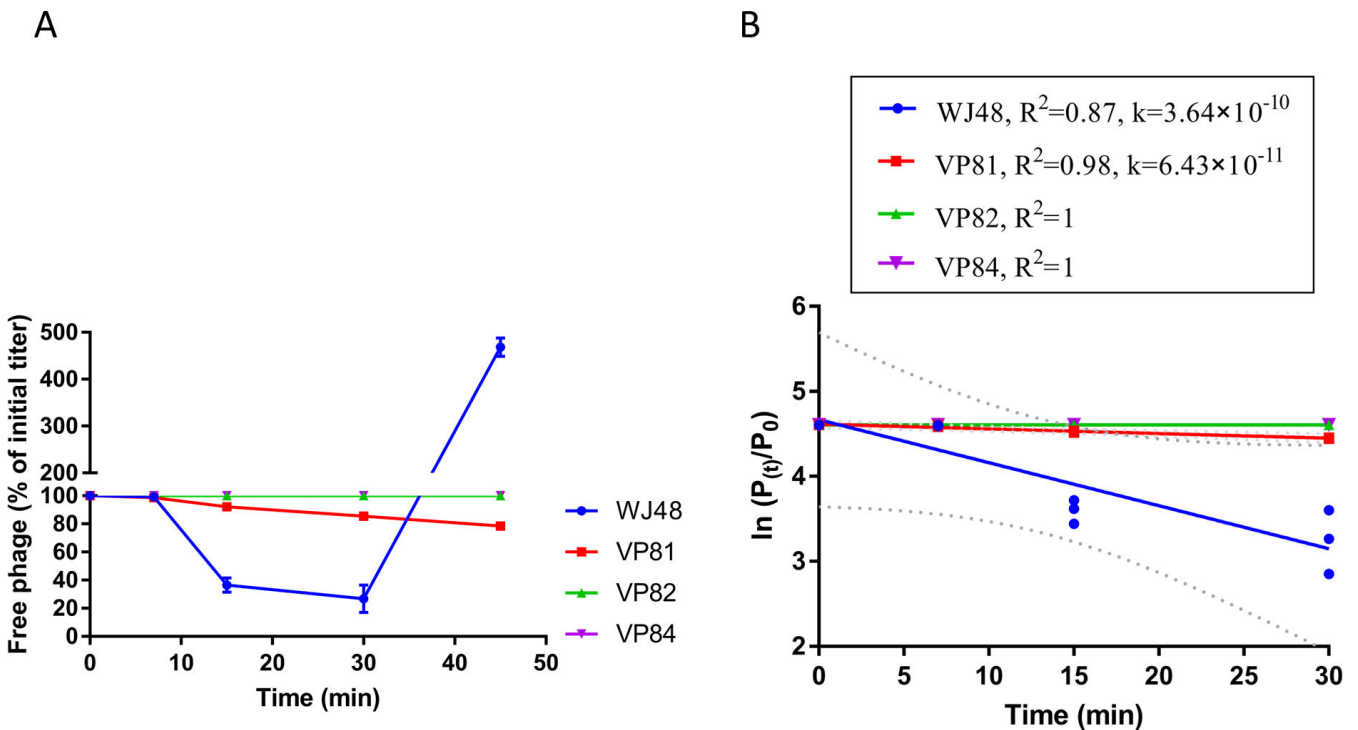 A
Free phage (% of initial titer)
500
400
300
200
100
80
60
40
20
0
0 10 20 30 40 50
Time (min)
WJ48
VP81
VP82
VP84
B
WJ48, R²=0.87, k=3.64×10⁻¹⁰
VP81, R²=0.98, k=6.43×10⁻¹¹
VP82, R²=1
VP84, R²=1
ln (P₍t₎/P₀)
6
5
4
3
2
0 5 10 15 20 25 30
Time (min)